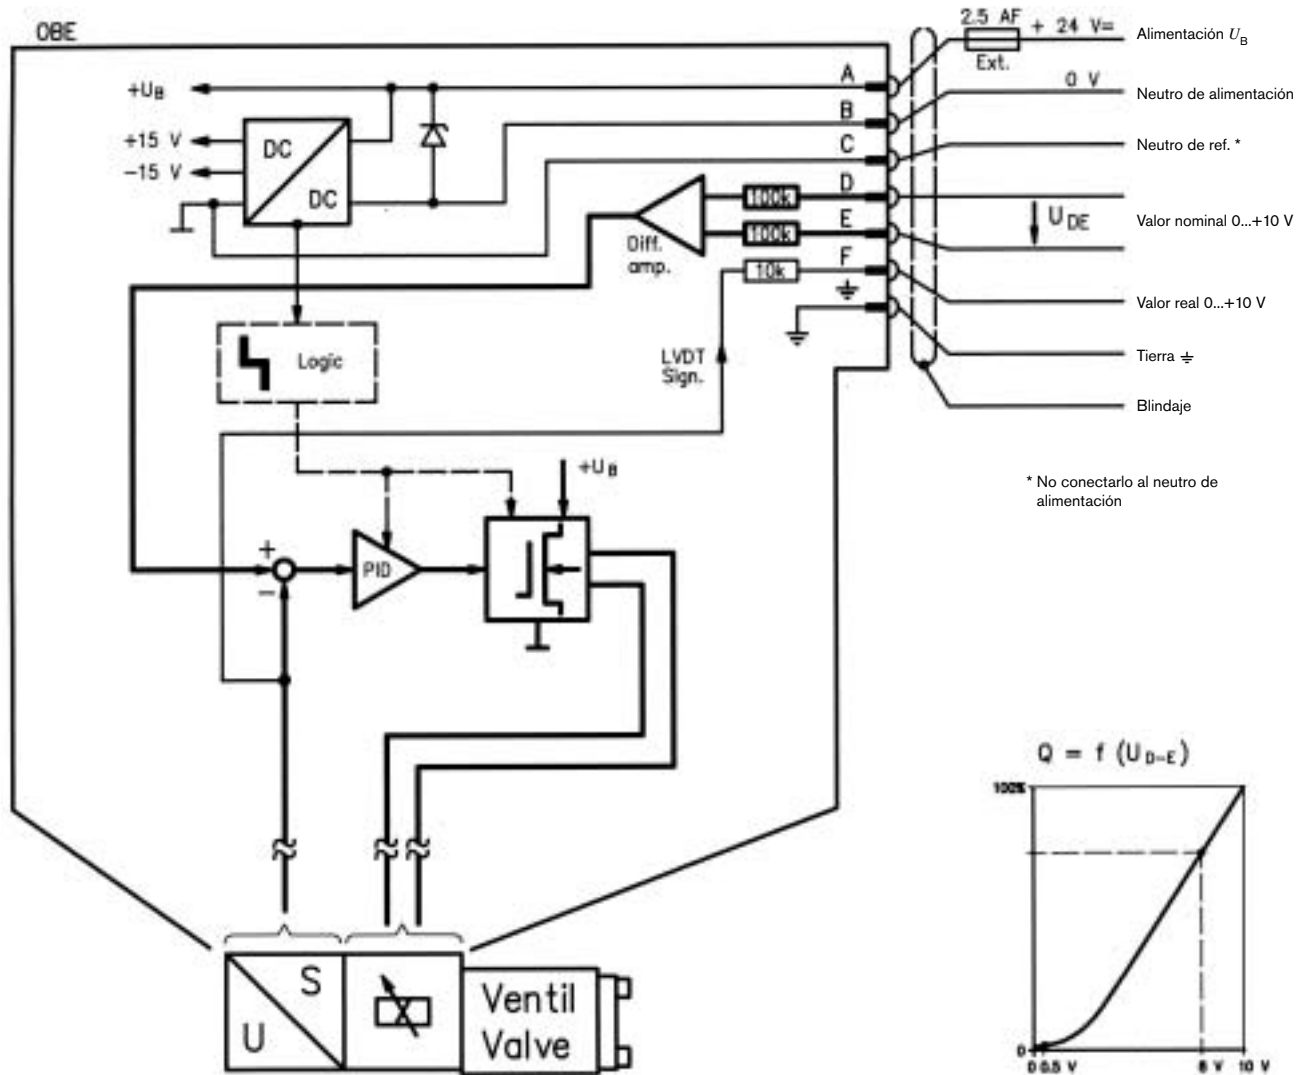 OBE
2.5 AF
+ 24 V=
Ext.
Alimentación U_B
A
+U_B
0 V
Neutro de alimentación
B
+15 V
DC
C
Neutro de ref. *
-15 V
DC
D
100k
U_DE
Valor nominal 0...+10 V
E
100k
Diff.
amp.
F
10k
Valor real 0...+10 V
Logic
LVDT
Sign.
Tierra
Blindaje
+U_B
* No conectarlo al neutro de
alimentación
+
PID
−
Q = f (U_D-E)
100%
S
U
Ventil
Valve
0
0 0.5 V
8 V
10 V